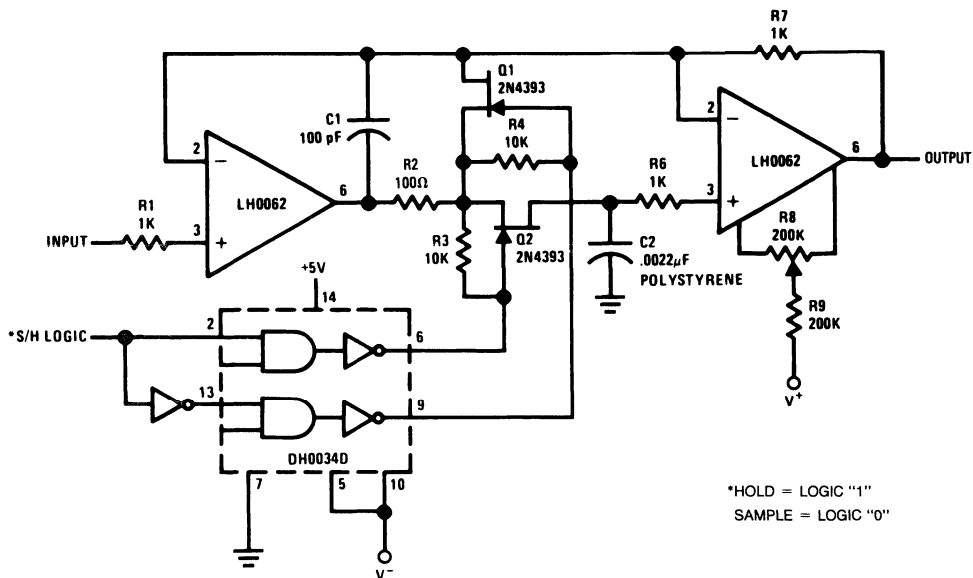 R7
1K
Q1
2N4393
C1
100 pF
R4
10K
2
−
2
−
R2
100Ω
R6
1K
6
LH0062
6
OUTPUT
LH0062
R1
1K
3
+
3
+
INPUT
R3
10K
Q2
2N4393
C2
.0022μF
POLYSTYRENE
R8
200K
+5V
14
R9
200K
*S/H LOGIC
2
6
13
9
V+
DH0034D
7
5
10
*HOLD = LOGIC "1"
SAMPLE = LOGIC "0"
V−